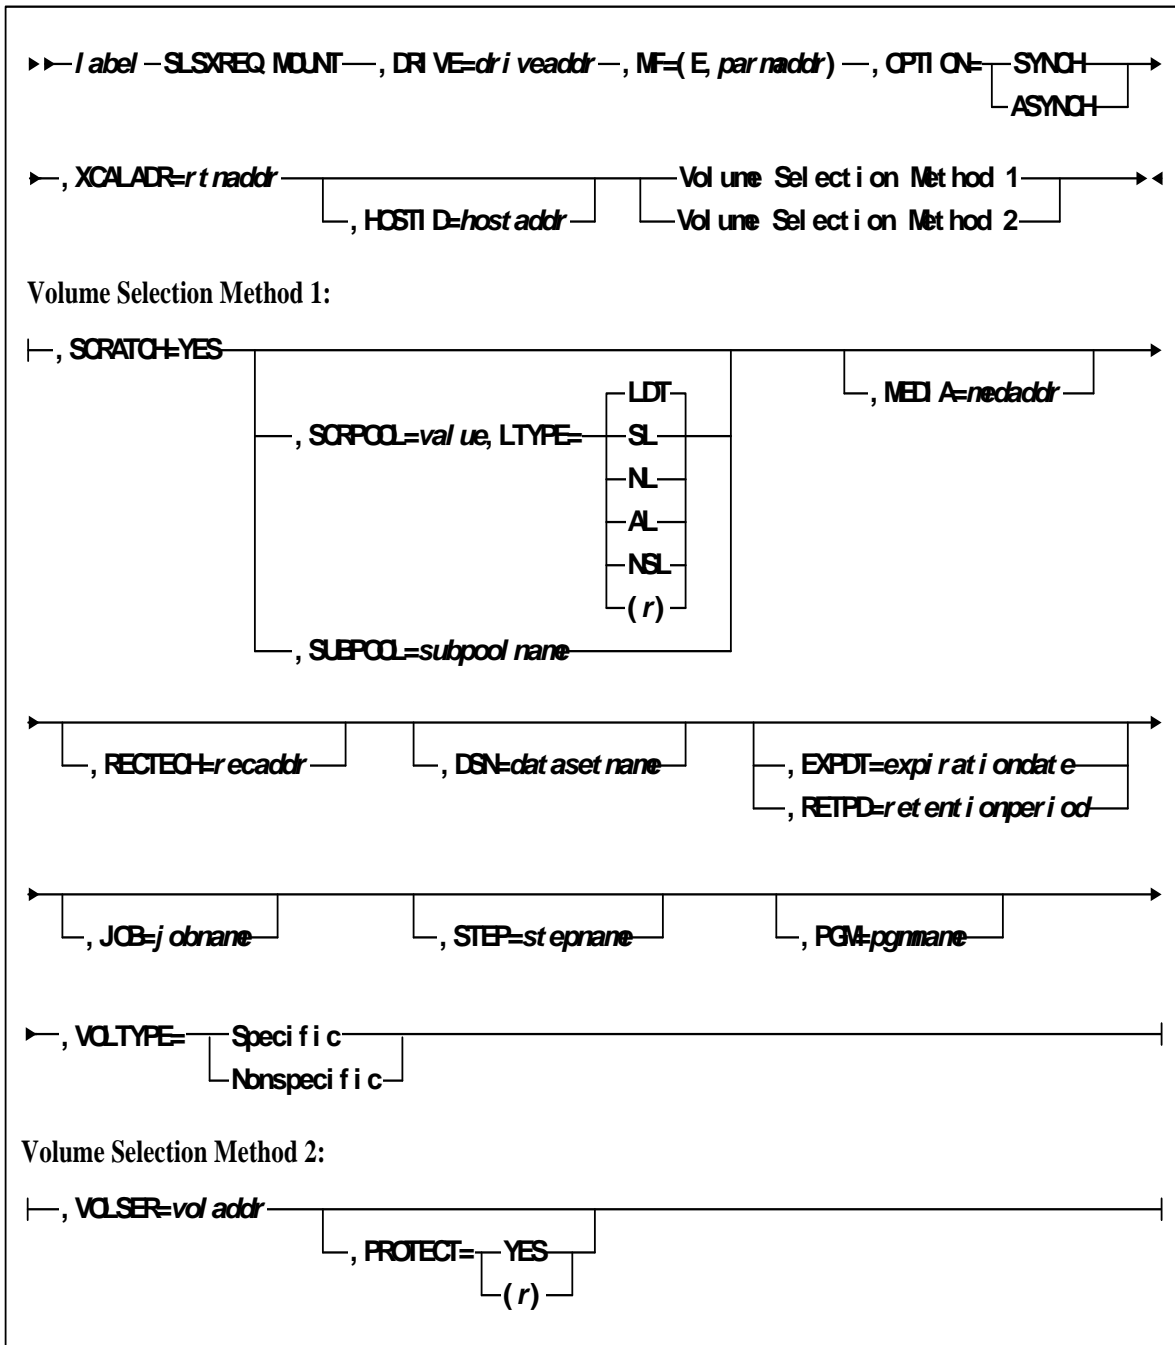 label SLSXREQ MOUNT , DRIVE=driveaddr , MF=(E, parmaddr) , OPTION= SYNCH
ASYNCH
, XCALADR=rtnaddr Volume Selection Method 1
, HOSTID=hostaddr Volume Selection Method 2
Volume Selection Method 1:
, SCRATCH=YES
, MEDIA=medaddr
LDT
, SCRPOOL=value, LTYPE= SL
NL
AL
NSL
(r)
, SUBPOOL=subpoolname
, RECTECH=recaddr , DSN=datasetname , EXPDT=expirationdate
, RETPD=retentionperiod
, JOB=jobname , STEP=stepname , PGM=pgmname
, VOLTYPE= Specific
Nonspecific
Volume Selection Method 2:
, VOLSER=voladdr
, PROTECT= YES
(r)